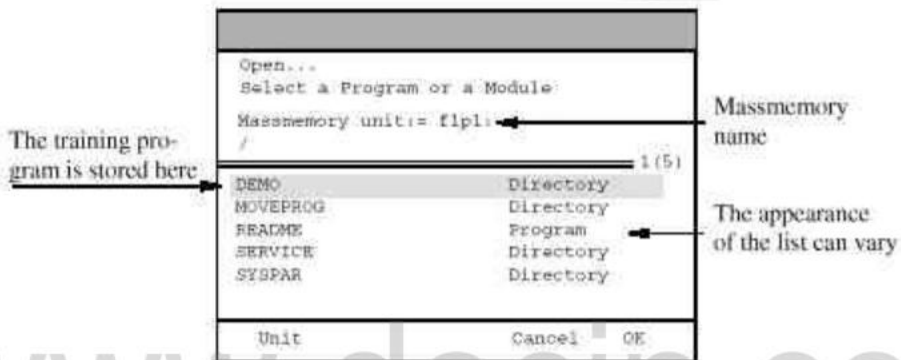 Open...
Select a Program or a Module
Massmemory unit:= flp1:
/
1(5)
DEMO Directory
MOVEPROG Directory
README Program
SERVICE Directory
SYSPAR Directory
Unit Cancel OK
The training pro-
gram is stored here
Massmemory
name
The appearance
of the list can vary